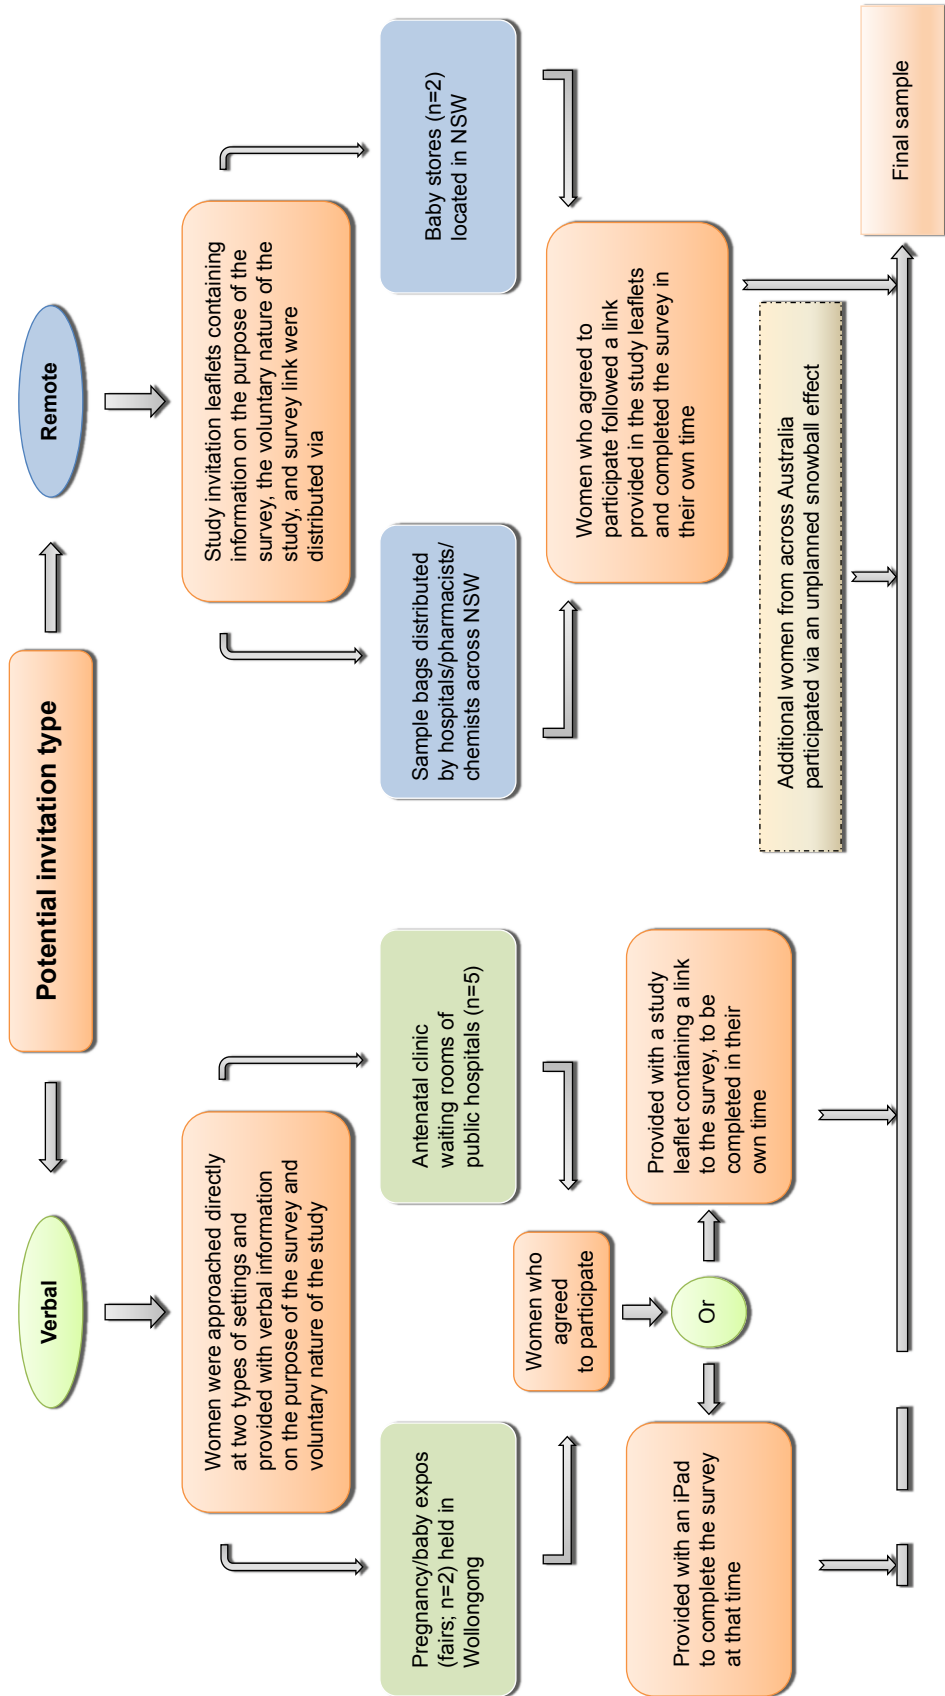 Potential invitation type
Verbal
Remote
Women were approached directly
at two types of settings and
provided with verbal information
on the purpose of the survey and
voluntary nature of the study
Study invitation leaflets containing
information on the purpose of the
survey, the voluntary nature of the
study, and survey link were
distributed via
Pregnancy/baby expos
(fairs; n=2) held in
Wollongong
Antenatal clinic
waiting rooms of
public hospitals (n=5)
Sample bags distributed
by hospitals/pharmacists/
chemists across NSW
Baby stores (n=2)
located in NSW
Women who
agreed
to participate
Women who agreed to
participate followed a link
provided in the study leaflets
and completed the survey in
their own time
Or
Provided with an iPad
to complete the survey
at that time
Provided with a study
leaflet containing a link
to the survey, to be
completed in their
own time
Additional women from across Australia
participated via an unplanned snowball effect
Final sample